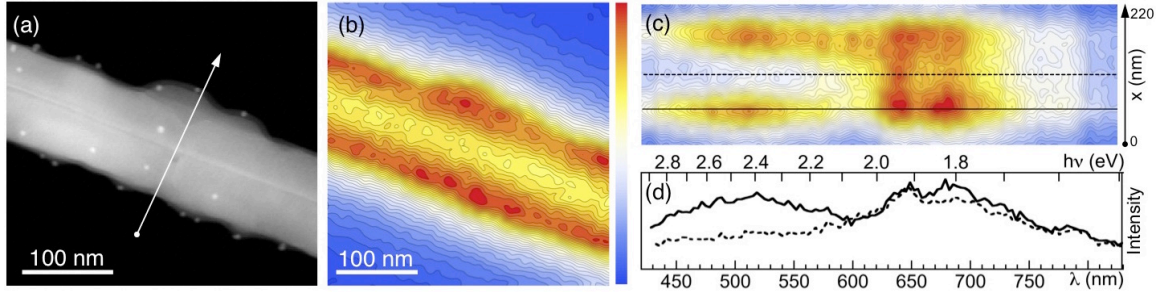 (a)
100 nm
(b)
100 nm
(c)
220
x (nm)
0
2.8 2.6 2.4 2.2 2.0 1.8 hν (eV)
(d)
Intensity
450 500 550 600 650 700 750 λ (nm)